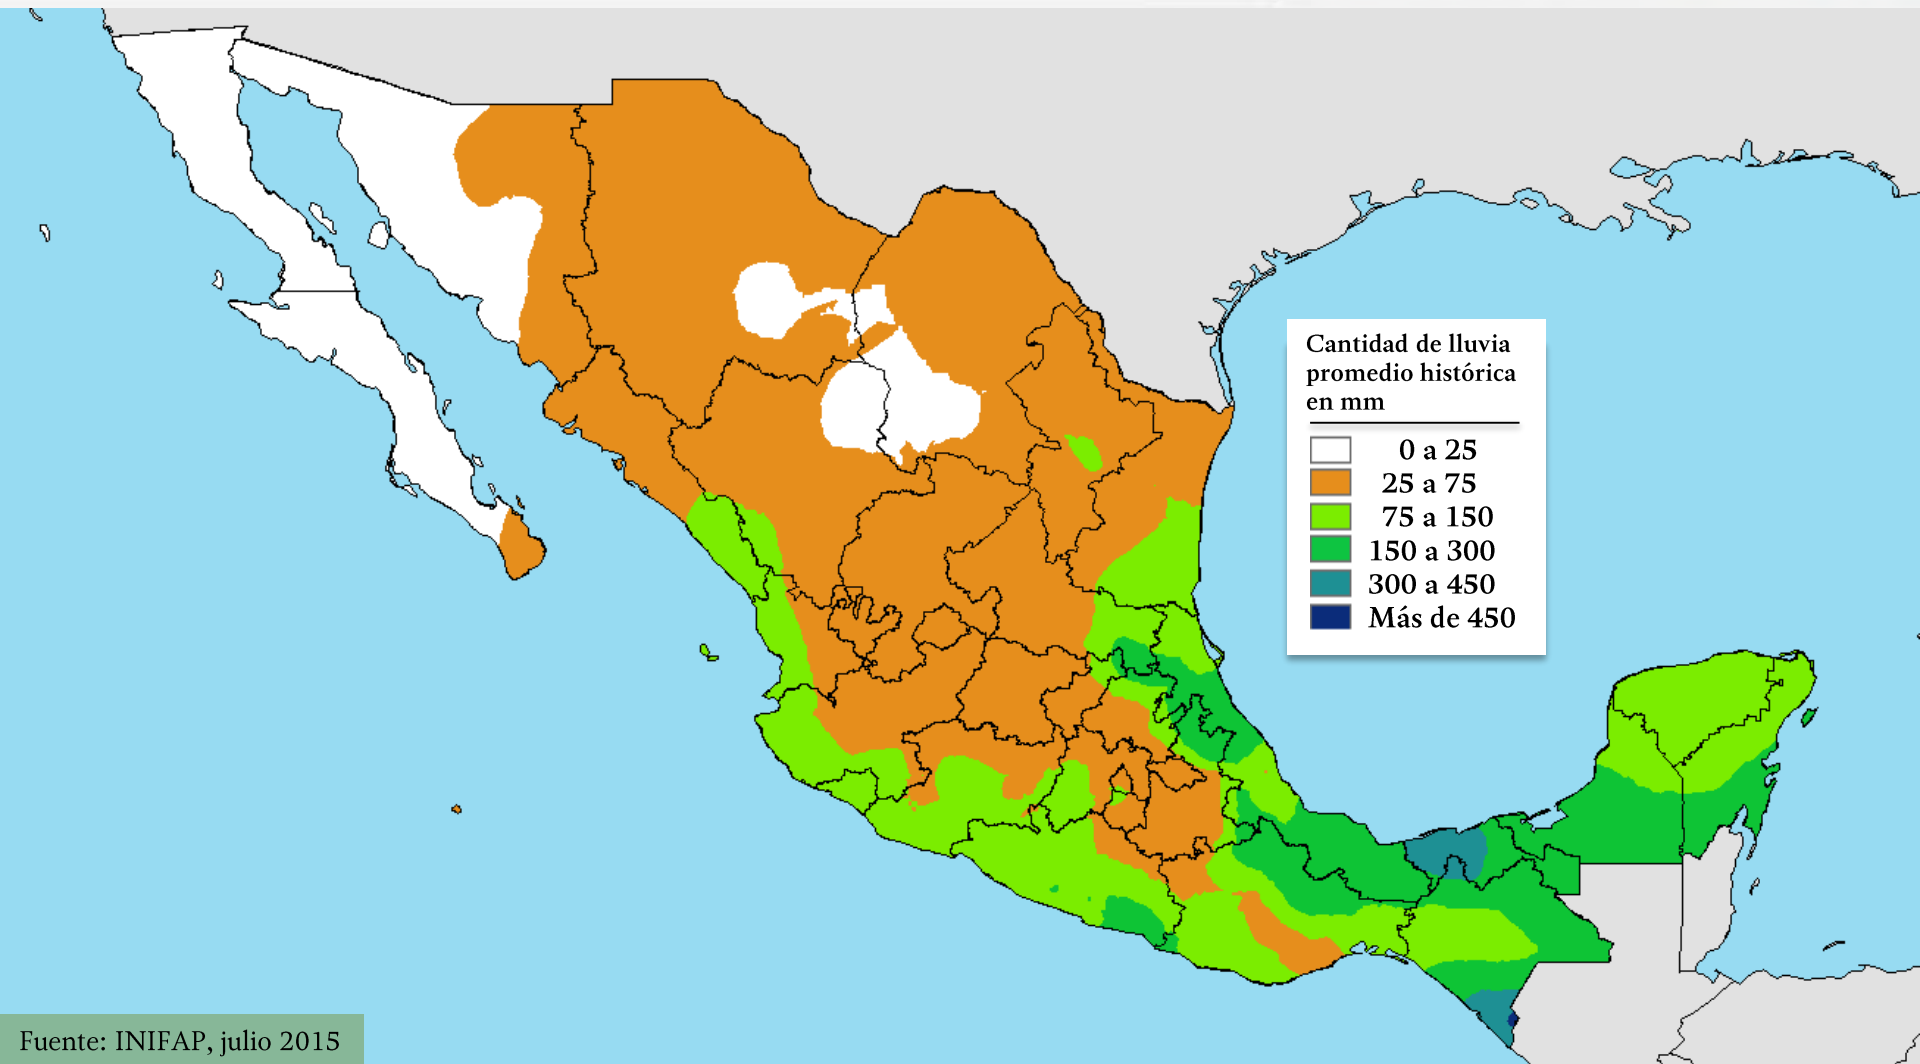 Cantidad de lluvia
promedio histórica
en mm
0 a 25
25 a 75
75 a 150
150 a 300
300 a 450
Más de 450
Fuente: INIFAP, julio 2015